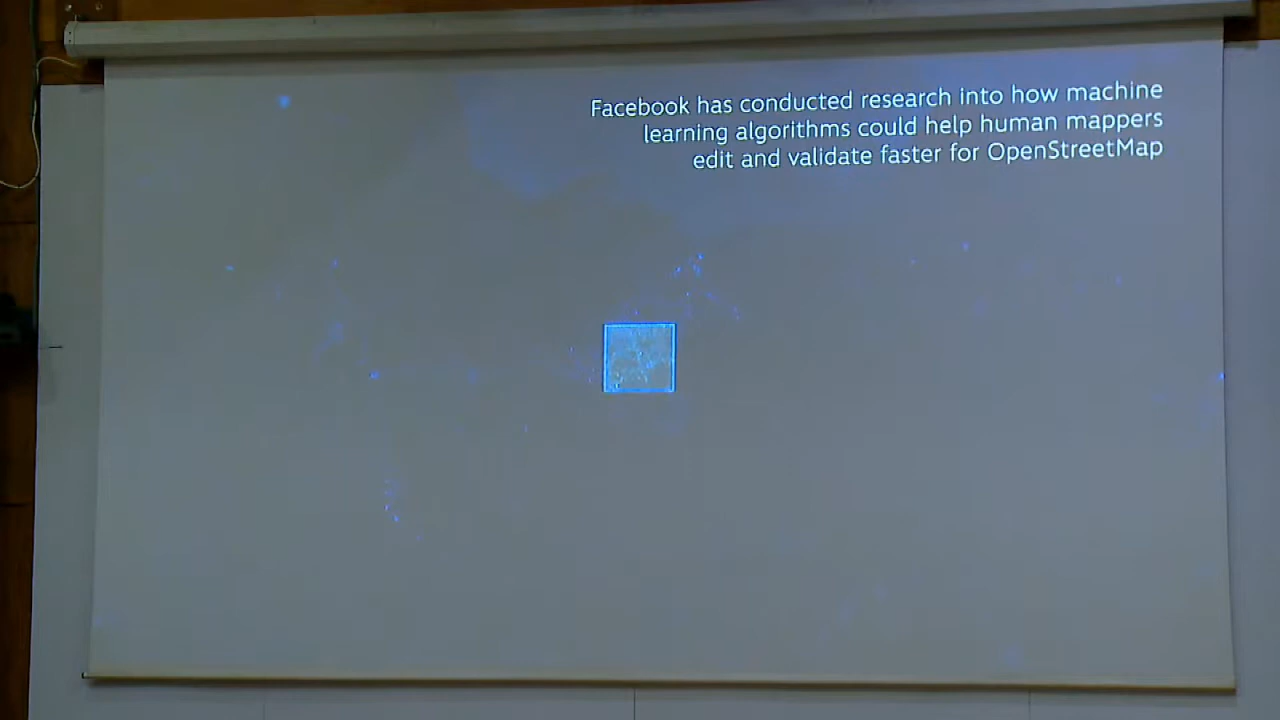 Facebook has conducted research into how machine
learning algorithms could help human mappers
edit and validate faster for OpenStreetMap